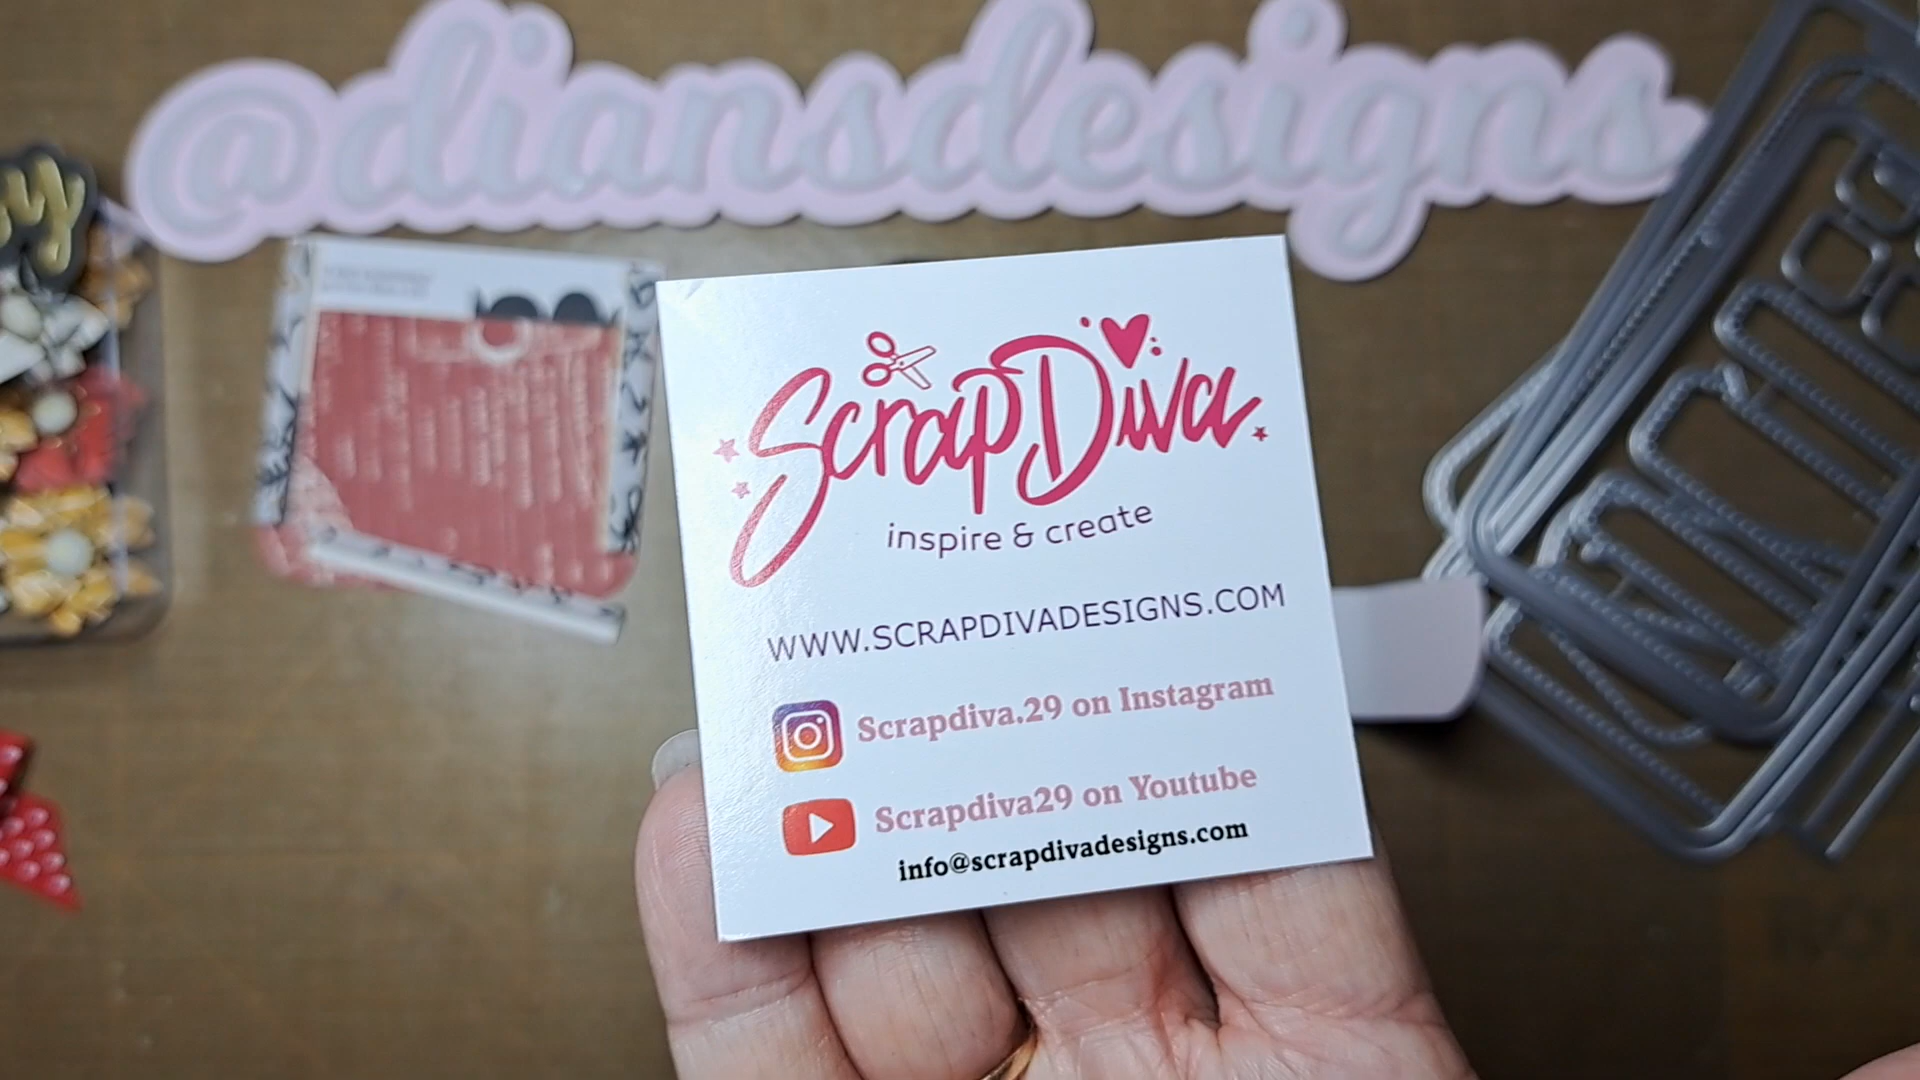 @diansdesigns
ScrapDiva
inspire & create
WWW.SCRAPDIVADESIGNS.COM
Scrapdiva.29 on Instagram
Scrapdiva29 on Youtube
info@scrapdivadesigns.com